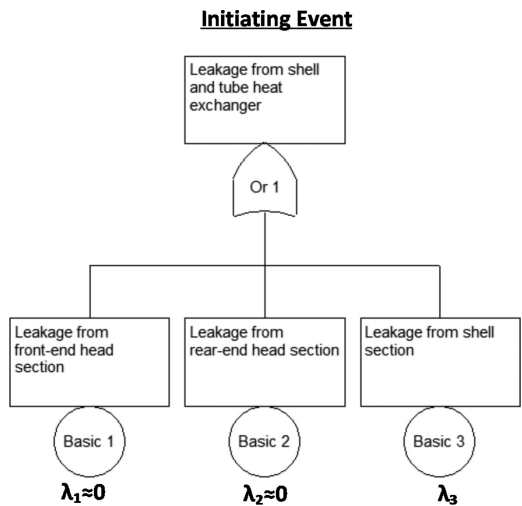 Initiating Event
Leakage from shell
and tube heat
exchanger
Or 1
Leakage from
front-end head
section
Leakage from
rear-end head section
Leakage from shell
section
Basic 1
Basic 2
Basic 3
λ₁≈0
λ₂≈0
λ₃